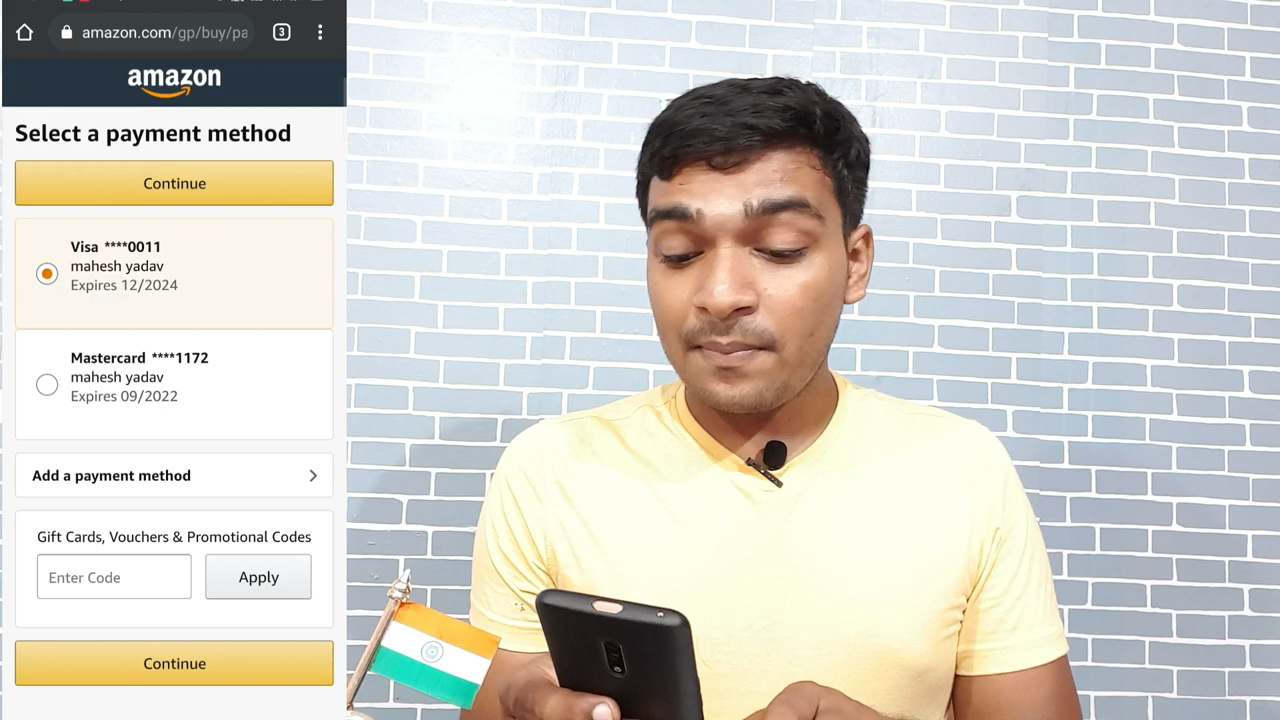 amazon.com/gp/buy/pa
3
amazon
Select a payment method
Continue
Visa ****0011
mahesh yadav
Expires 12/2024
Mastercard ****1172
mahesh yadav
Expires 09/2022
Add a payment method
Gift Cards, Vouchers & Promotional Codes
Enter Code
Apply
Continue